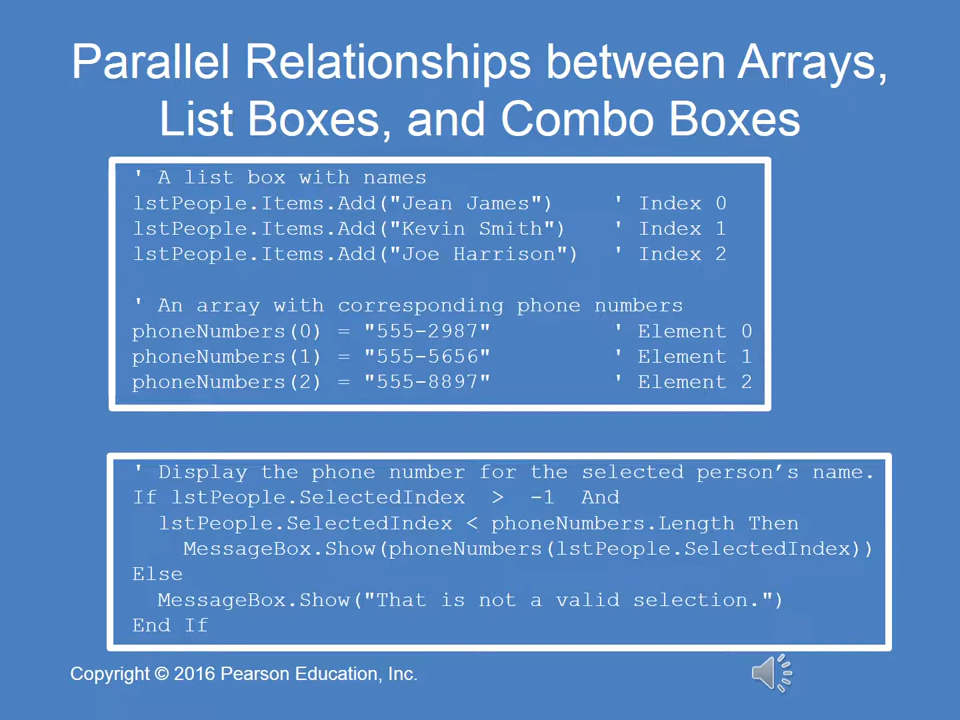 Parallel Relationships between Arrays,
List Boxes, and Combo Boxes
' A list box with names
lstPeople.Items.Add("Jean James") ' Index 0
lstPeople.Items.Add("Kevin Smith") ' Index 1
lstPeople.Items.Add("Joe Harrison") ' Index 2
' An array with corresponding phone numbers
phoneNumbers(0) = "555-2987" ' Element 0
phoneNumbers(1) = "555-5656" ' Element 1
phoneNumbers(2) = "555-8897" ' Element 2
' Display the phone number for the selected person’s name.
If lstPeople.SelectedIndex > -1 And
lstPeople.SelectedIndex < phoneNumbers.Length Then
MessageBox.Show(phoneNumbers(lstPeople.SelectedIndex))
Else
MessageBox.Show("That is not a valid selection.")
End If
Copyright © 2016 Pearson Education, Inc.